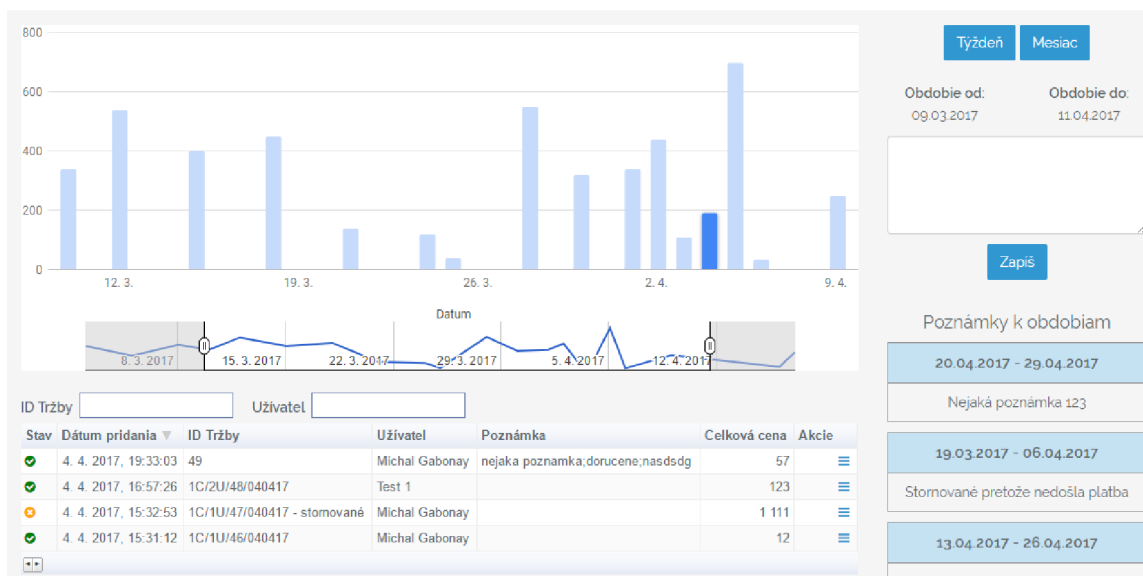 800
600
400
200
0
12. 3.
19. 3.
26. 3.
2. 4.
9. 4.
Datum
8. 3. 2017
15. 3. 2017
22. 3. 2017
29. 3. 2017
5. 4. 2017
12. 4. 2017
ID Tržby
Užívatel
Stav Dátum pridania ▼ ID Tržby Užívatel Poznámka Celková cena Akcie
4. 4. 2017, 19:33:03 49 Michal Gabonay nejaka poznamka;dorucene;nasdsdg 57
4. 4. 2017, 16:57:26 1C/2U/48/040417 Test 1 123
4. 4. 2017, 15:32:53 1C/1U/47/040417 - stornované Michal Gabonay 1 111
4. 4. 2017, 15:31:12 1C/1U/46/040417 Michal Gabonay 12
Týždeň
Mesiac
Obdobie od: Obdobie do:
09.03.2017 11.04.2017
Zapíš
Poznámky k obdobiam
20.04.2017 - 29.04.2017
Nejaká poznámka 123
19.03.2017 - 06.04.2017
Stornované pretože nedošla platba
13.04.2017 - 26.04.2017